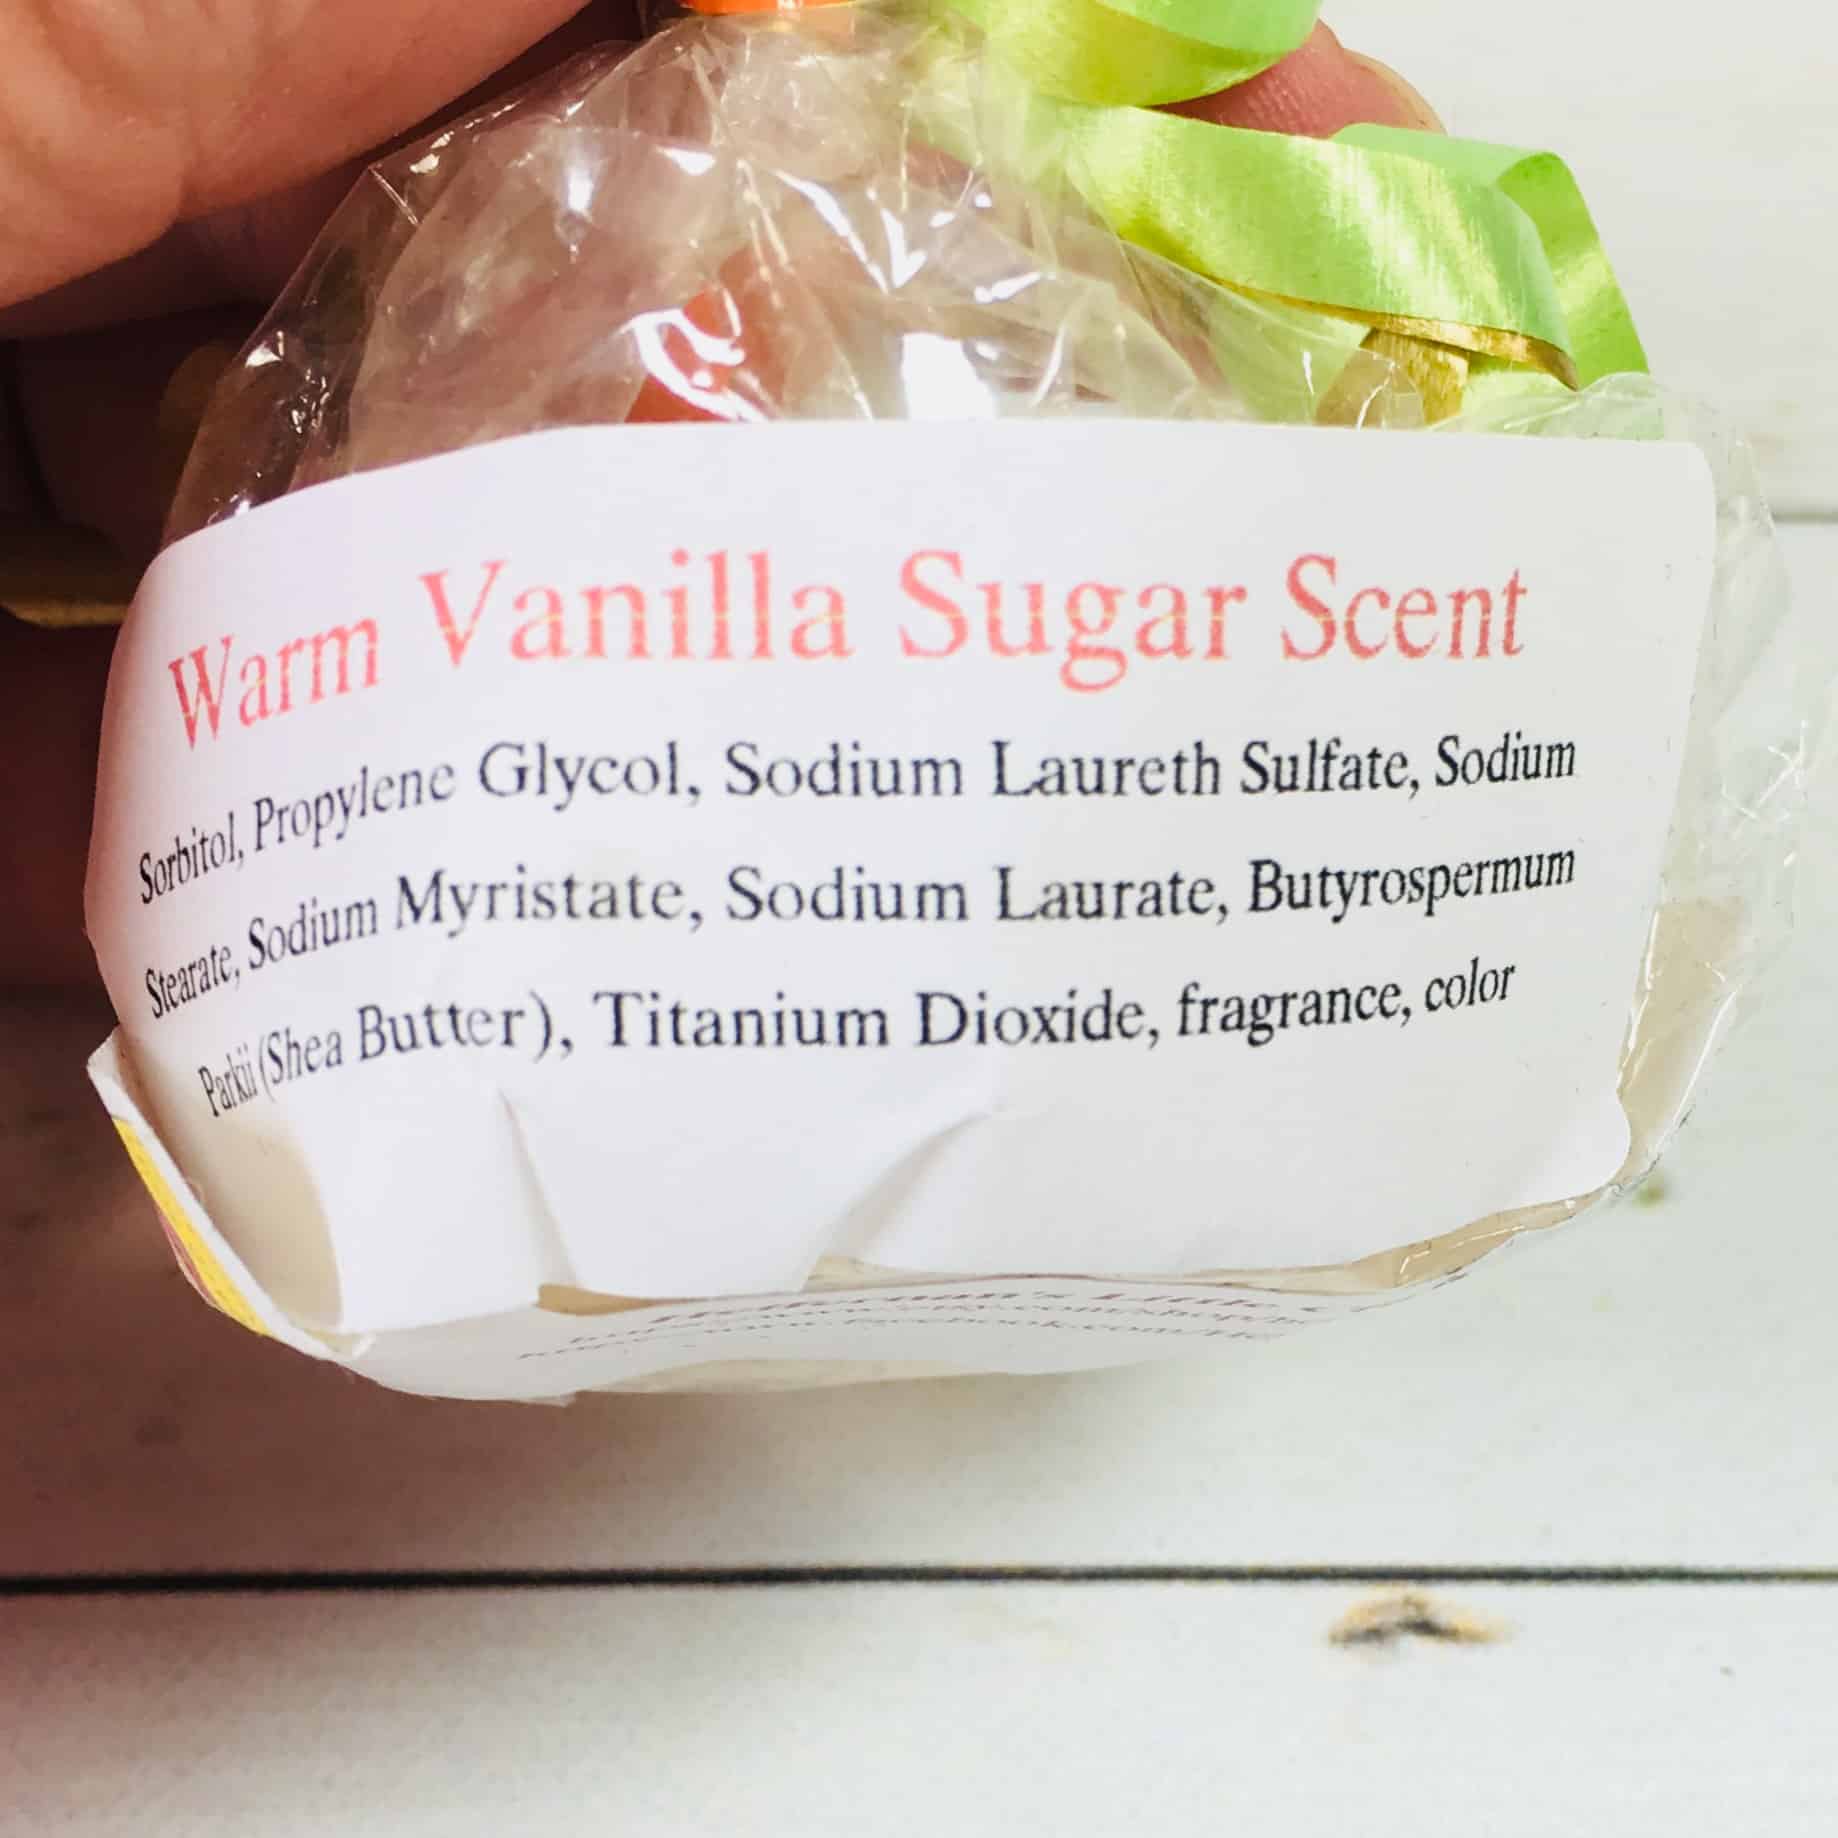 Warm Vanilla Sugar Scent
Sorbitol, Propylene Glycol, Sodium Laureth Sulfate, Sodium
Stearate, Sodium Myristate, Sodium Laurate, Butyrospermum
Parkii (Shea Butter), Titanium Dioxide, fragrance, color
Little